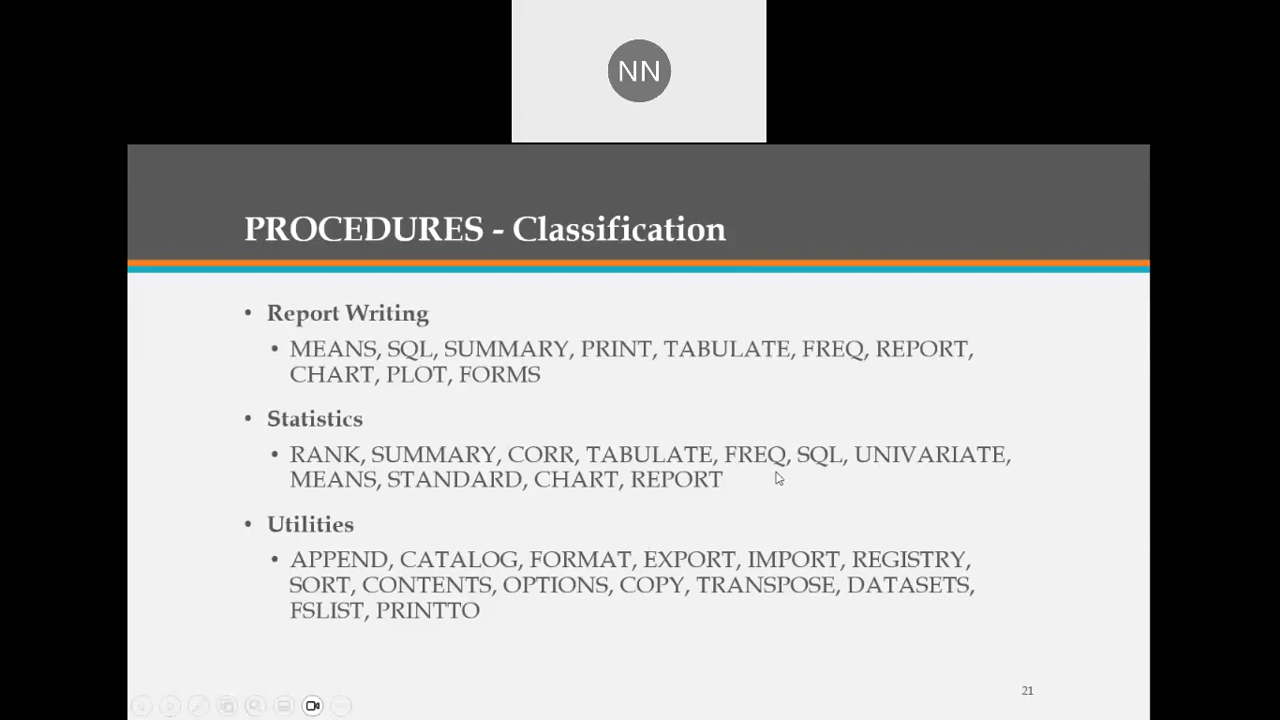 NN
PROCEDURES - Classification
• Report Writing
• MEANS, SQL, SUMMARY, PRINT, TABULATE, FREQ, REPORT,
CHART, PLOT, FORMS
• Statistics
• RANK, SUMMARY, CORR, TABULATE, FREQ, SQL, UNIVARIATE,
MEANS, STANDARD, CHART, REPORT
• Utilities
• APPEND, CATALOG, FORMAT, EXPORT, IMPORT, REGISTRY,
SORT, CONTENTS, OPTIONS, COPY, TRANSPOSE, DATASETS,
FSLIST, PRINTTO
21